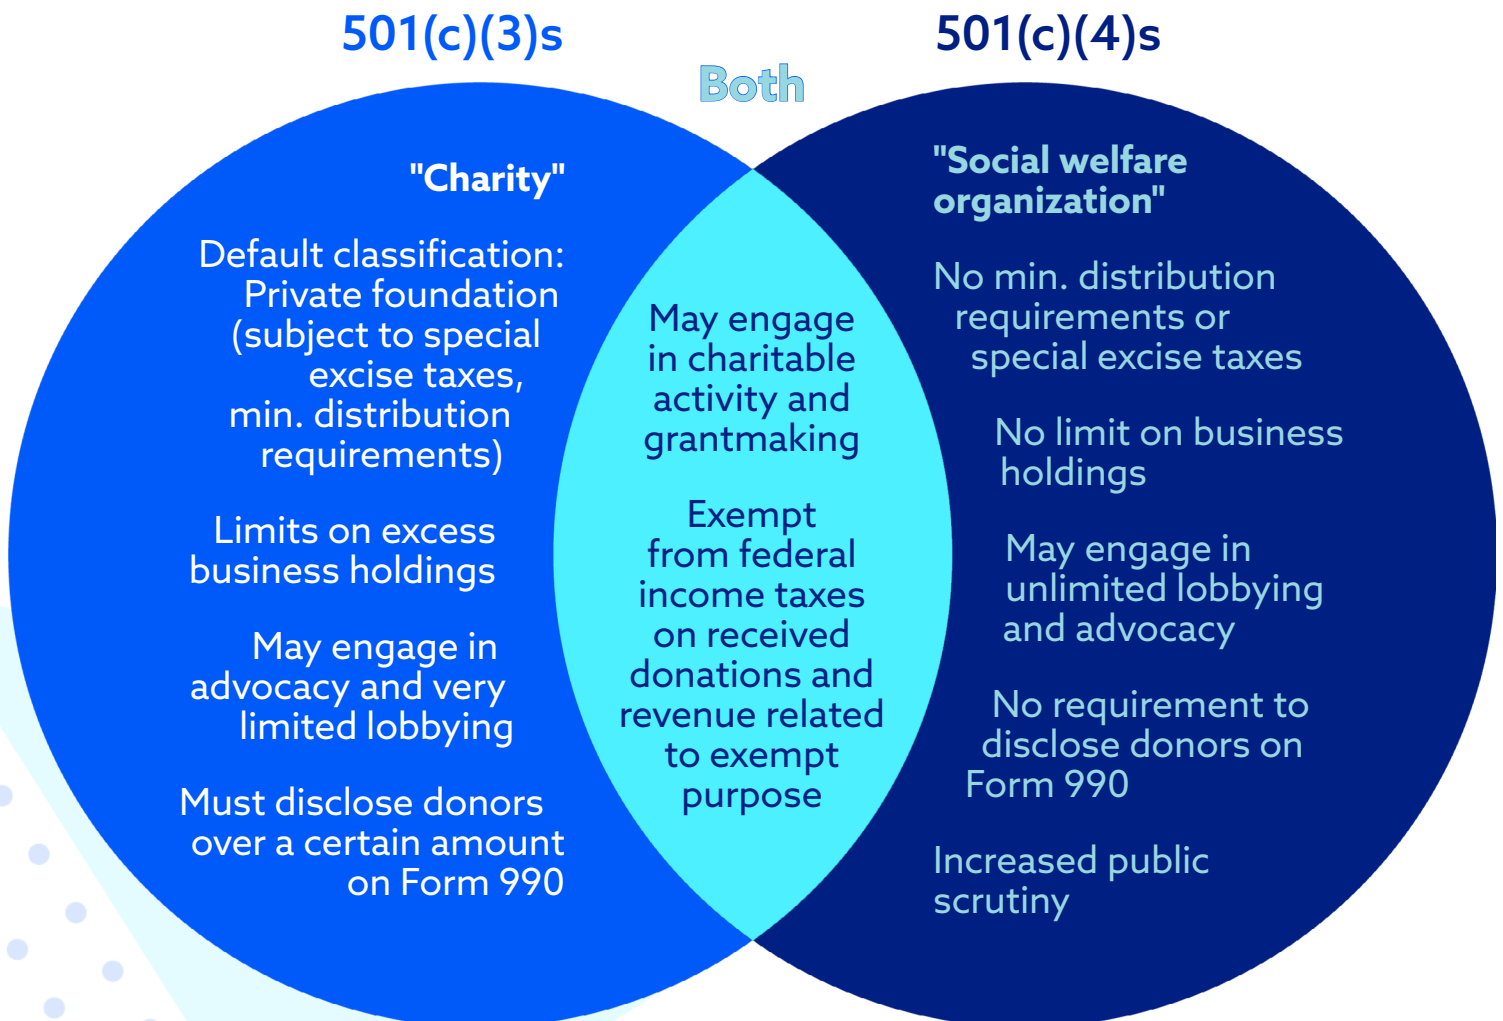 501(c)(3)s
501(c)(4)s
Both
"Charity"
Default classification:
Private foundation
(subject to special
excise taxes,
min. distribution
requirements)
Limits on excess
business holdings
May engage in
advocacy and very
limited lobbying
Must disclose donors
over a certain amount
on Form 990
May engage
in charitable
activity and
grantmaking
Exempt
from federal
income taxes
on received
donations and
revenue related
to exempt
purpose
"Social welfare
organization"
No min. distribution
requirements or
special excise taxes
No limit on business
holdings
May engage in
unlimited lobbying
and advocacy
No requirement to
disclose donors on
Form 990
Increased public
scrutiny